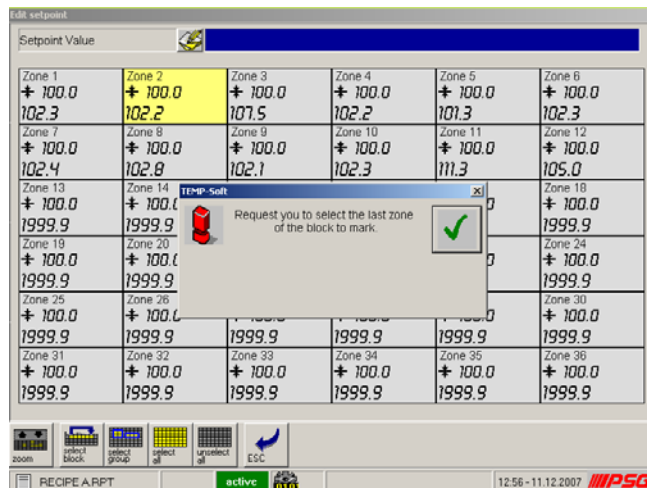 Edit setpoint
Setpoint Value
Zone 1 Zone 2 Zone 3 Zone 4 Zone 5 Zone 6
+ 100.0 + 100.0 + 100.0 + 100.0 + 100.0 + 100.0
102.3 102.2 107.5 102.2 101.3 102.3
Zone 7 Zone 8 Zone 9 Zone 10 Zone 11 Zone 12
+ 100.0 + 100.0 + 100.0 + 100.0 + 100.0 + 100.0
102.4 102.8 102.1 102.3 111.3 105.0
Zone 13 Zone 14 Zone 18
+ 100.0 + 100.0 + 100.0
1999.9 1999.9 1999.9
TEMP-Soft
Request you to select the last zone
of the block to mark.
Zone 19 Zone 20 Zone 24
+ 100.0 + 100.0 + 100.0
1999.9 1999.9 1999.9
Zone 25 Zone 26 Zone 30
+ 100.0 + 100.0 + 100.0
1999.9 1999.9 1999.9 1999.9 1999.9 1999.9
Zone 31 Zone 32 Zone 33 Zone 34 Zone 35 Zone 36
+ 100.0 + 100.0 + 100.0 + 100.0 + 100.0 + 100.0
1999.9 1999.9 1999.9 1999.9 1999.9 1999.9
zoom select block select group select all unselect all ESC
RECIPEA.RPT active 0101 12:56 - 11.12.2007 PSG